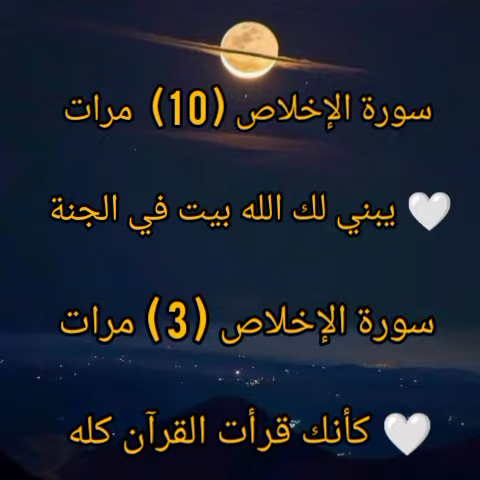 سورة الإخلاص (10) مرات
🤍 يبني لك الله بيت في الجنة
سورة الإخلاص (3) مرات
🤍 كأنك قرأت القرآن كله